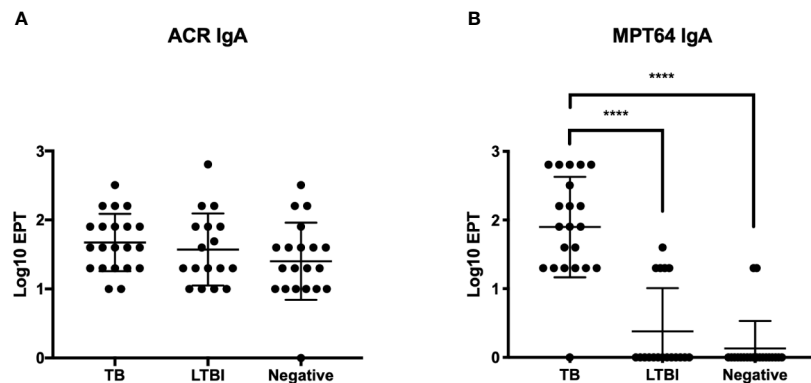 A
ACR IgA
Log10 EPT
3
2
1
0
TB LTBI Negative
B
MPT64 IgA
****
****
Log10 EPT
3
2
1
0
TB LTBI Negative